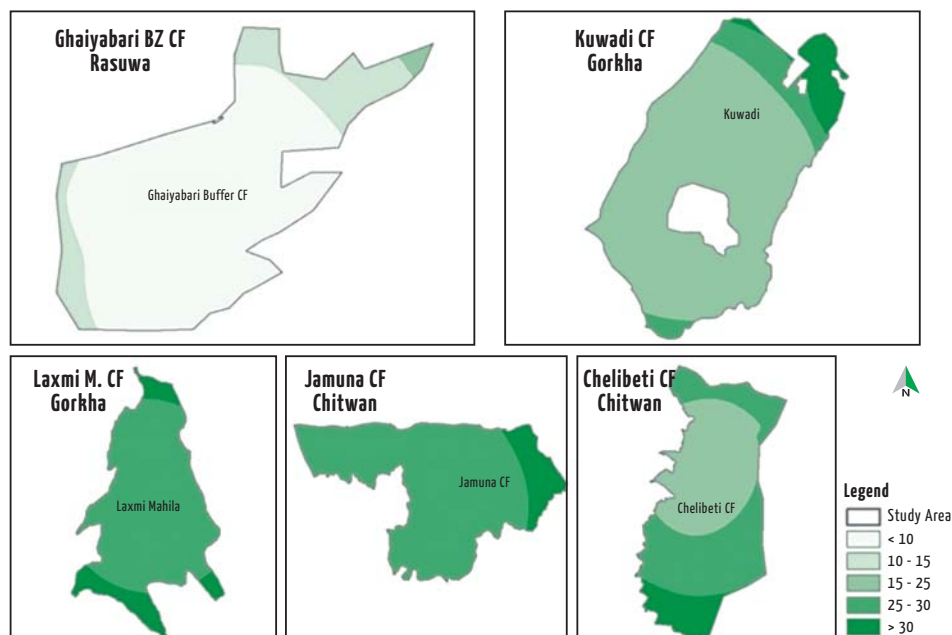 Ghaiyabari BZ CF
Rasuwa
Ghaiyabari Buffer CF
Kuwadi CF
Gorkha
Kuwadi
Laxmi M. CF
Gorkha
Laxmi Mahila
Jamuna CF
Chitwan
Jamuna CF
Chelibeti CF
Chitwan
Chelibeti CF
N
Legend
Study Area
< 10
10 - 15
15 - 25
25 - 30
> 30